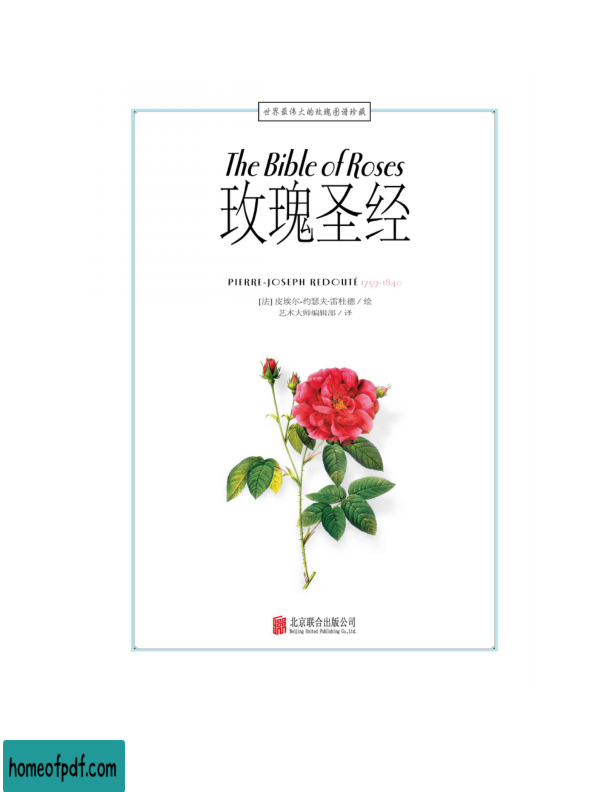 世界最伟大的玫瑰图谱珍藏
The Bible of Roses
玫瑰圣经
PIERRE-JOSEPH REDOUTÉ 1759-1840
[法] 皮埃尔-约瑟夫·雷杜德 / 绘
艺术大师编辑部 / 译
北京联合出版公司
Beijing United Publishing Co.,Ltd.
homeofpdf.com